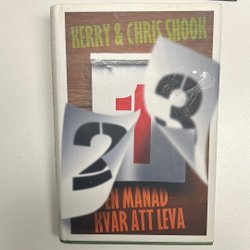 KERRY & CHRIS SHOOK
3
1
2
EN MÅNAD
KVAR ATT LEVA